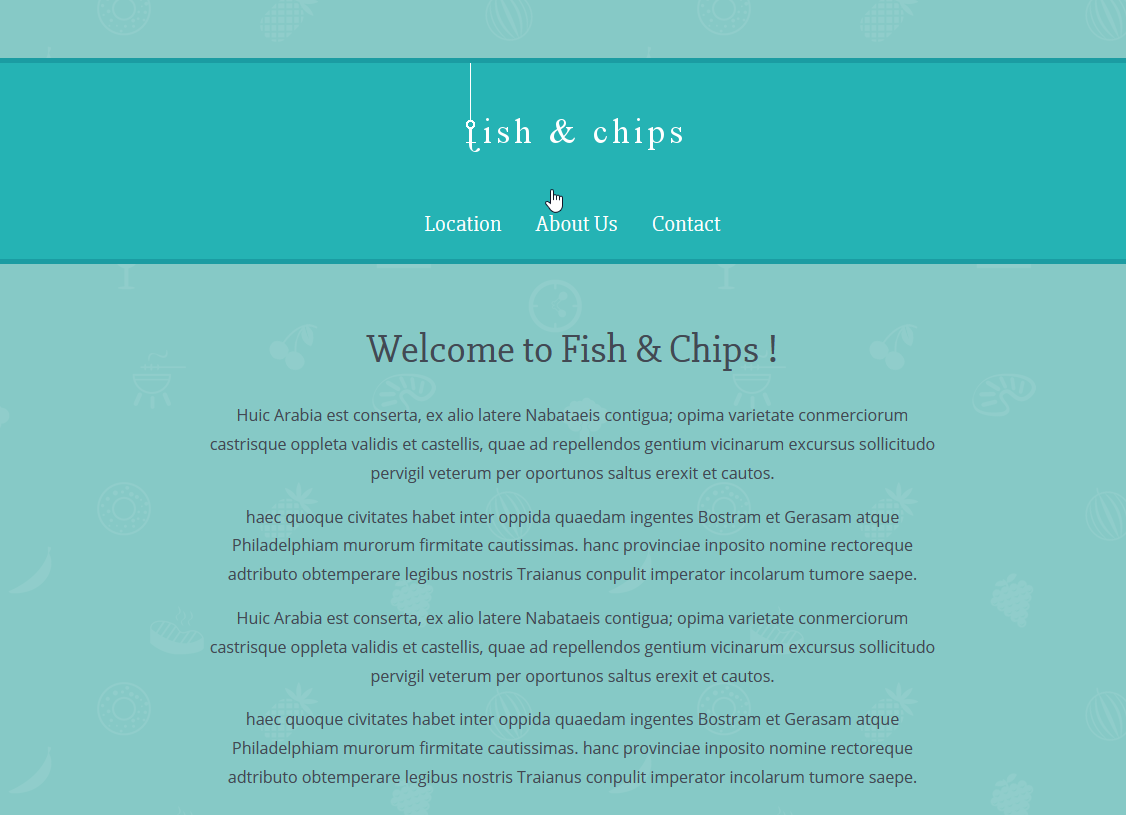 fish & chips
Location About Us Contact
Welcome to Fish & Chips !
Huic Arabia est conserta, ex alio latere Nabataeis contigua; opima varietate conmerciorum
castrisque oppleta validis et castellis, quae ad repellendos gentium vicinarum excursus sollicitudo
pervigil veterum per oportunos saltus erexit et cautos.
haec quoque civitates habet inter oppida quaedam ingentes Bostram et Gerasam atque
Philadelphiam murorum firmitate cautissimas. hanc provinciae inposito nomine rectoreque
adtributo obtemperare legibus nostris Traianus conpulit imperator incolarum tumore saepe.
Huic Arabia est conserta, ex alio latere Nabataeis contigua; opima varietate conmerciorum
castrisque oppleta validis et castellis, quae ad repellendos gentium vicinarum excursus sollicitudo
pervigil veterum per oportunos saltus erexit et cautos.
haec quoque civitates habet inter oppida quaedam ingentes Bostram et Gerasam atque
Philadelphiam murorum firmitate cautissimas. hanc provinciae inposito nomine rectoreque
adtributo obtemperare legibus nostris Traianus conpulit imperator incolarum tumore saepe.